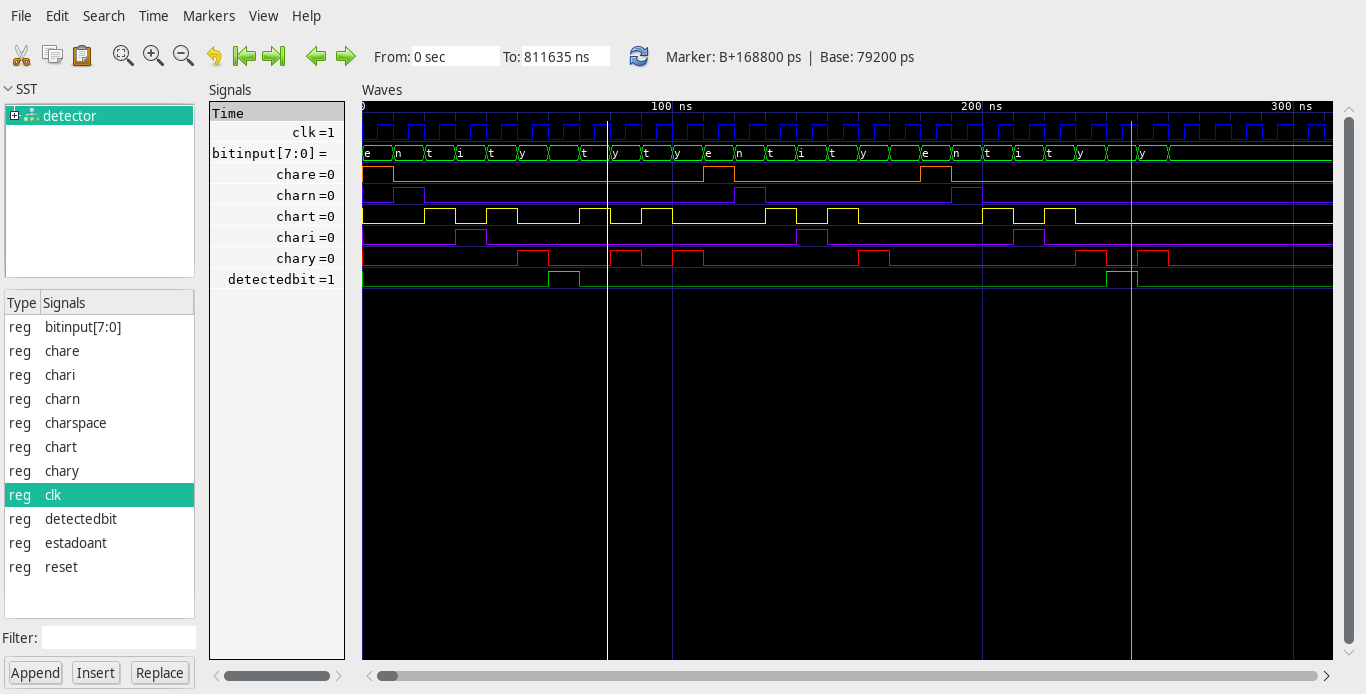 File Edit Search Time Markers View Help
From: 0 sec To: 811635 ns Marker: B+168800 ps | Base: 79200 ps
SST
detector
Type Signals
reg bitinput[7:0]
reg chare
reg chari
reg charn
reg charspace
reg chart
reg chary
reg clk
reg detectedbit
reg estadoant
reg reset
Filter:
Append Insert Replace
Signals
Time
clk=1
bitinput[7:0]=
chare=0
charn=0
chart=0
chari=0
chary=0
detectedbit=1
Waves
0 100 ns 200 ns 300 ns
e n t i t y t y t y e n t i t y e n t i t y y